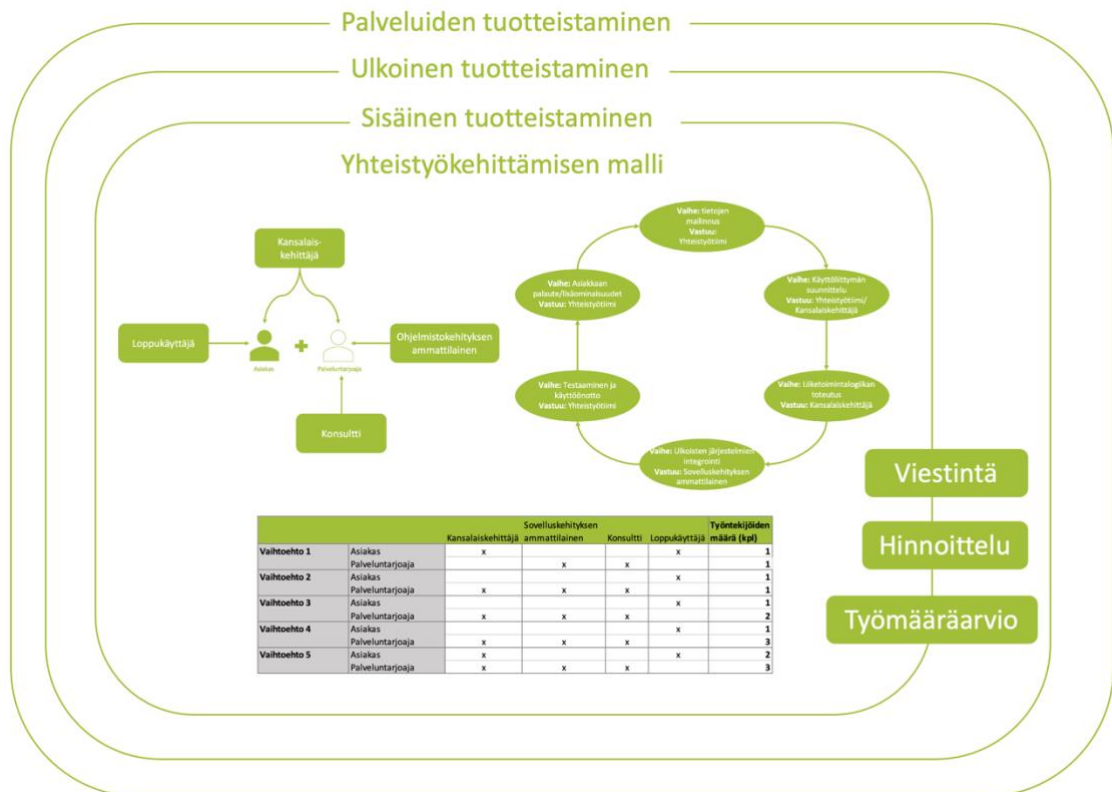 Palveluiden tuotteistaminen
Ulkoinen tuotteistaminen
Sisäinen tuotteistaminen
Yhteistyökehittämisen malli
Kansalais-
kehittäjä
Loppukäyttäjä
Asiakas
Palveluntarjoaja
Ohjelmistokehityksen
ammattilainen
Konsultti
Vaihe: tietojen
mallinnus
Vastuu:
Yhteistyötiimi
Vaihe: Käyttöliittymän
suunnittelu
Vastuu: Yhteistyötiimi/
Kansalaiskehittäjä
Vaihe: Liiketoimintalogiikan
toteutus
Vastuu: Kansalaiskehittäjä
Vaihe: Ulkoisten järjestelmien
integrointi
Vastuu: Sovelluskehityksen
ammattilainen
Vaihe: Testaaminen ja
käyttöönotto
Vastuu: Yhteistyötiimi
Vaihe: Asiakkaan
palaute/lisäominaisuudet
Vastuu: Yhteistyötiimi
Viestintä
Hinnoittelu
Työmääräarvio
Sovelluskehityksen Työntekijöiden
Kansalaiskehittäjä ammattilainen Konsultti Loppukäyttäjä määrä (kpl)
Vaihtoehto 1 Asiakas x x 1
Palveluntarjoaja x x 1
Vaihtoehto 2 Asiakas x 1
Palveluntarjoaja x x x 1
Vaihtoehto 3 Asiakas x 1
Palveluntarjoaja x x x 2
Vaihtoehto 4 Asiakas x 1
Palveluntarjoaja x x x 3
Vaihtoehto 5 Asiakas x x 2
Palveluntarjoaja x x x 3